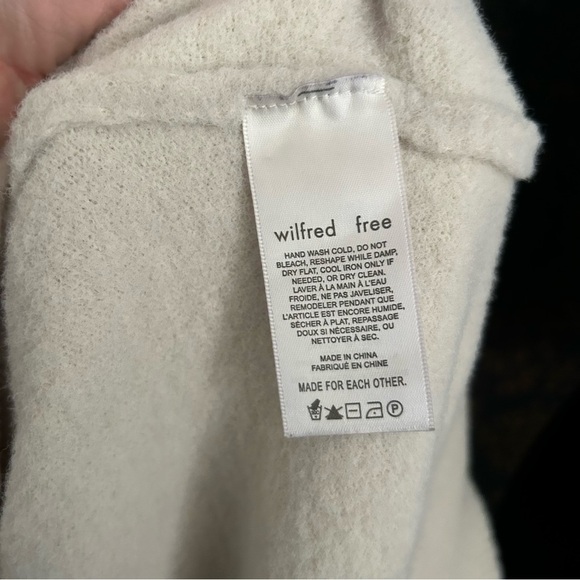 wilfred free
HAND WASH COLD, DO NOT
BLEACH, RESHAPE WHILE DAMP,
DRY FLAT, COOL IRON ONLY IF
NEEDED, OR DRY CLEAN.
LAVER À LA MAIN À L'EAU
FROIDE, NE PAS JAVELISER,
REMODELER PENDANT QUE
L'ARTICLE EST ENCORE HUMIDE,
SÉCHER À PLAT, REPASSAGE
DOUX SI NÉCESSAIRE, OU
NETTOYER À SEC.
MADE IN CHINA
FABRIQUÉ EN CHINE
MADE FOR EACH OTHER.
P